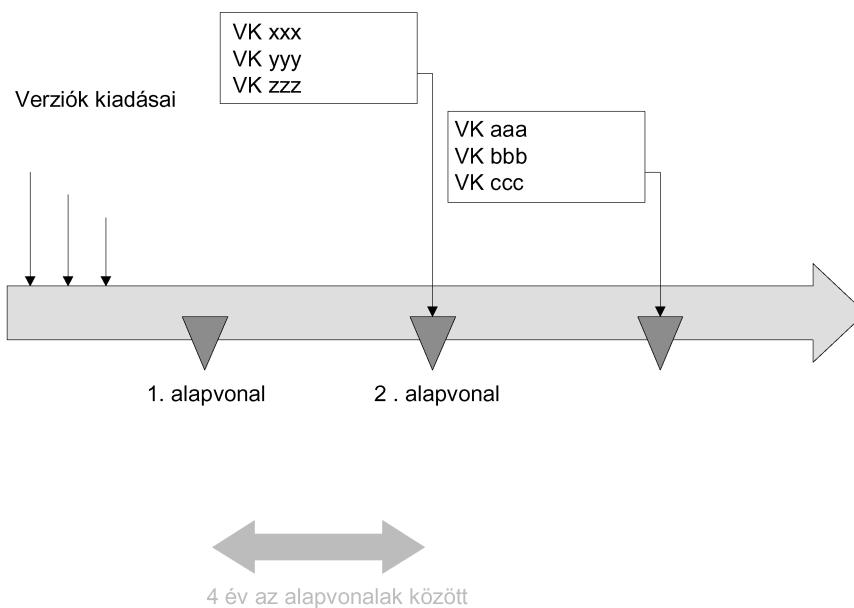 VK xxx
VK yyy
VK zzz
Verziók kiadásai
VK aaa
VK bbb
VK ccc
1. alapvonal
2 . alapvonal
4 év az alapvonalak között